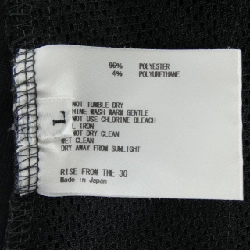 96% POLYESTER
4% POLYURETHANE
L
NOT TUMBLE DRY
HINE WASH WARM GENTLE
NOT USE CHLORINE BLEACH
L IRON
NOT DRY CLEAN
WET CLEAN
DRY AWAY FROM SUNLIGHT
RISE FROM THE 30
Made in Japan